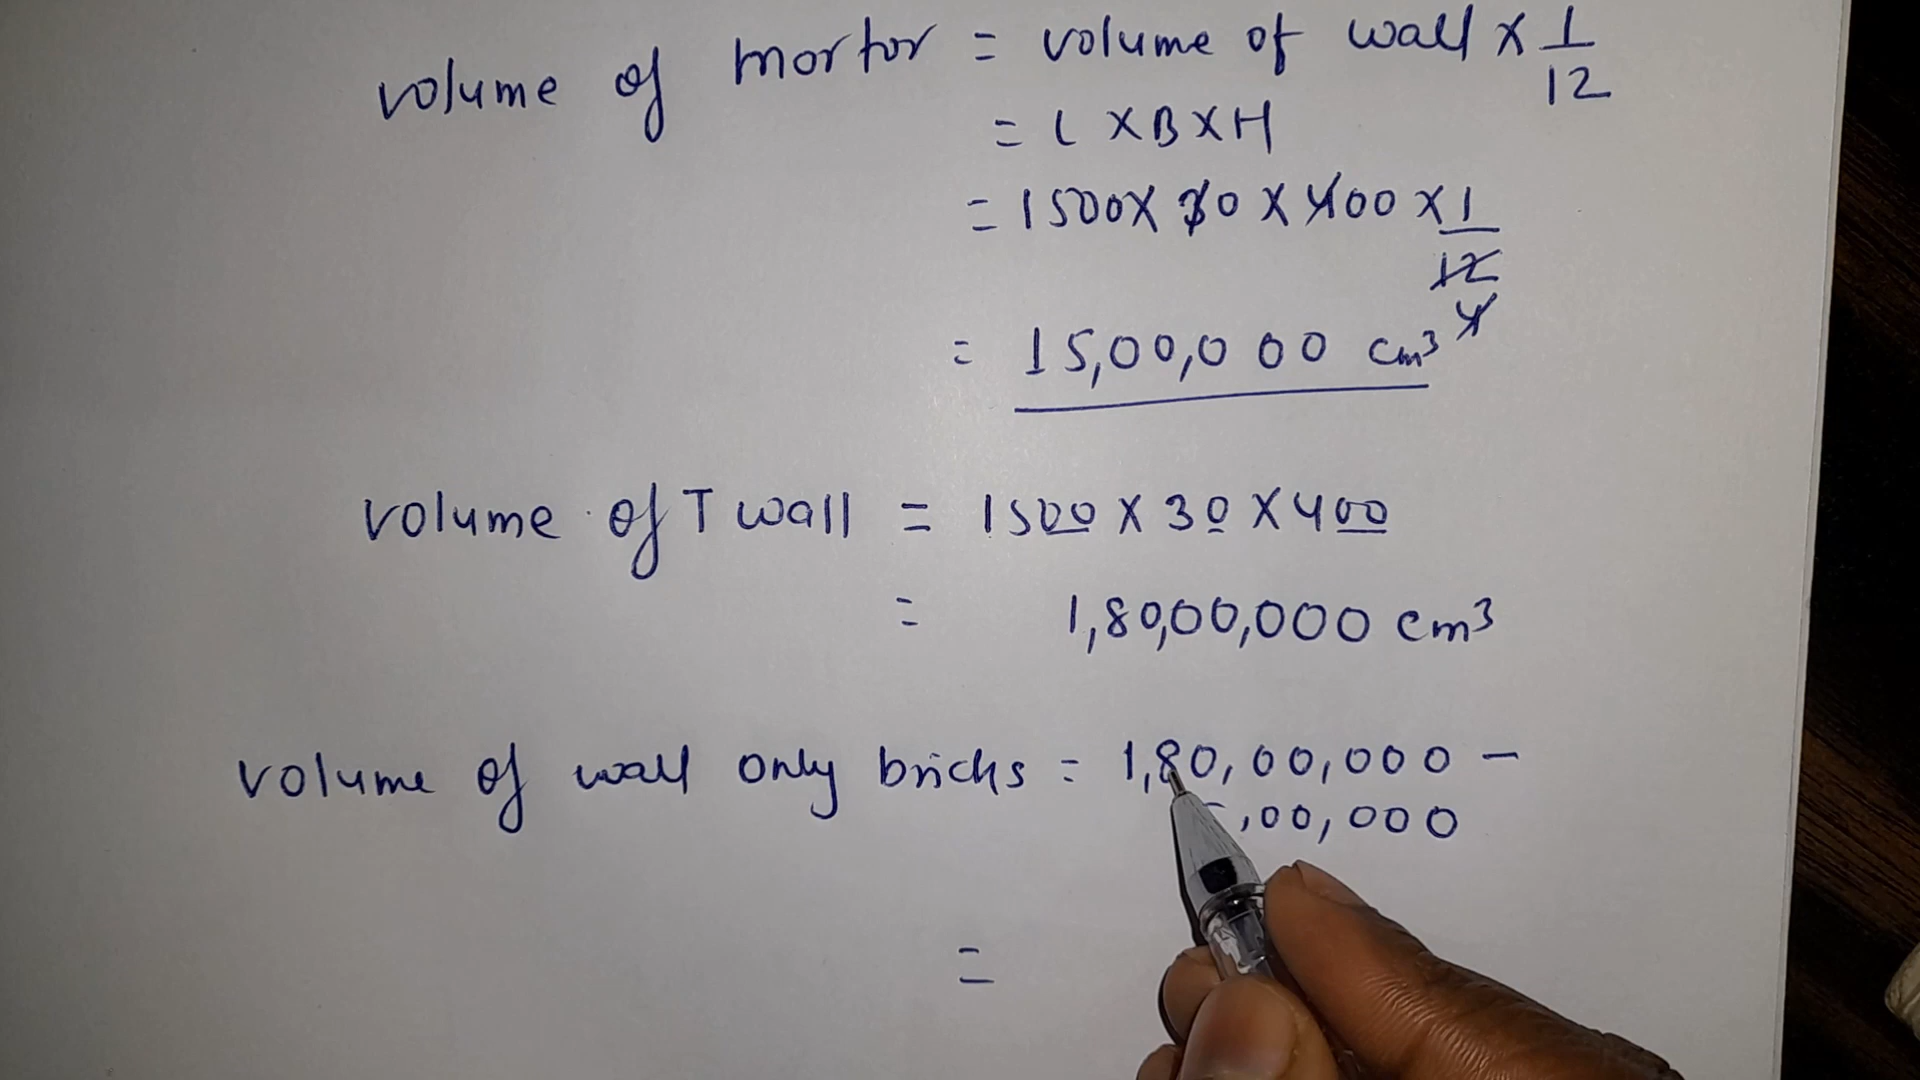 volume of mortor = volume of wall × 1/12
= L × B × H
= 1500 × 30 × 400 × 1/12
4
= 15,00,000 cm³
volume of T wall = 1500 × 30 × 400
= 1,80,00,000 cm³
volume of wall only bricks = 1,80,00,000 −
,00,000
=